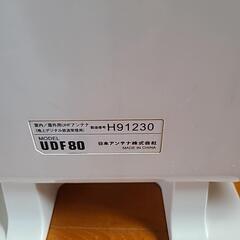 室内/屋外用UHFアンテナ
(地上デジタル放送受信用)
製造番号 H91230
MODEL
UDF80
日本アンテナ株式会社
MADE IN CHINA